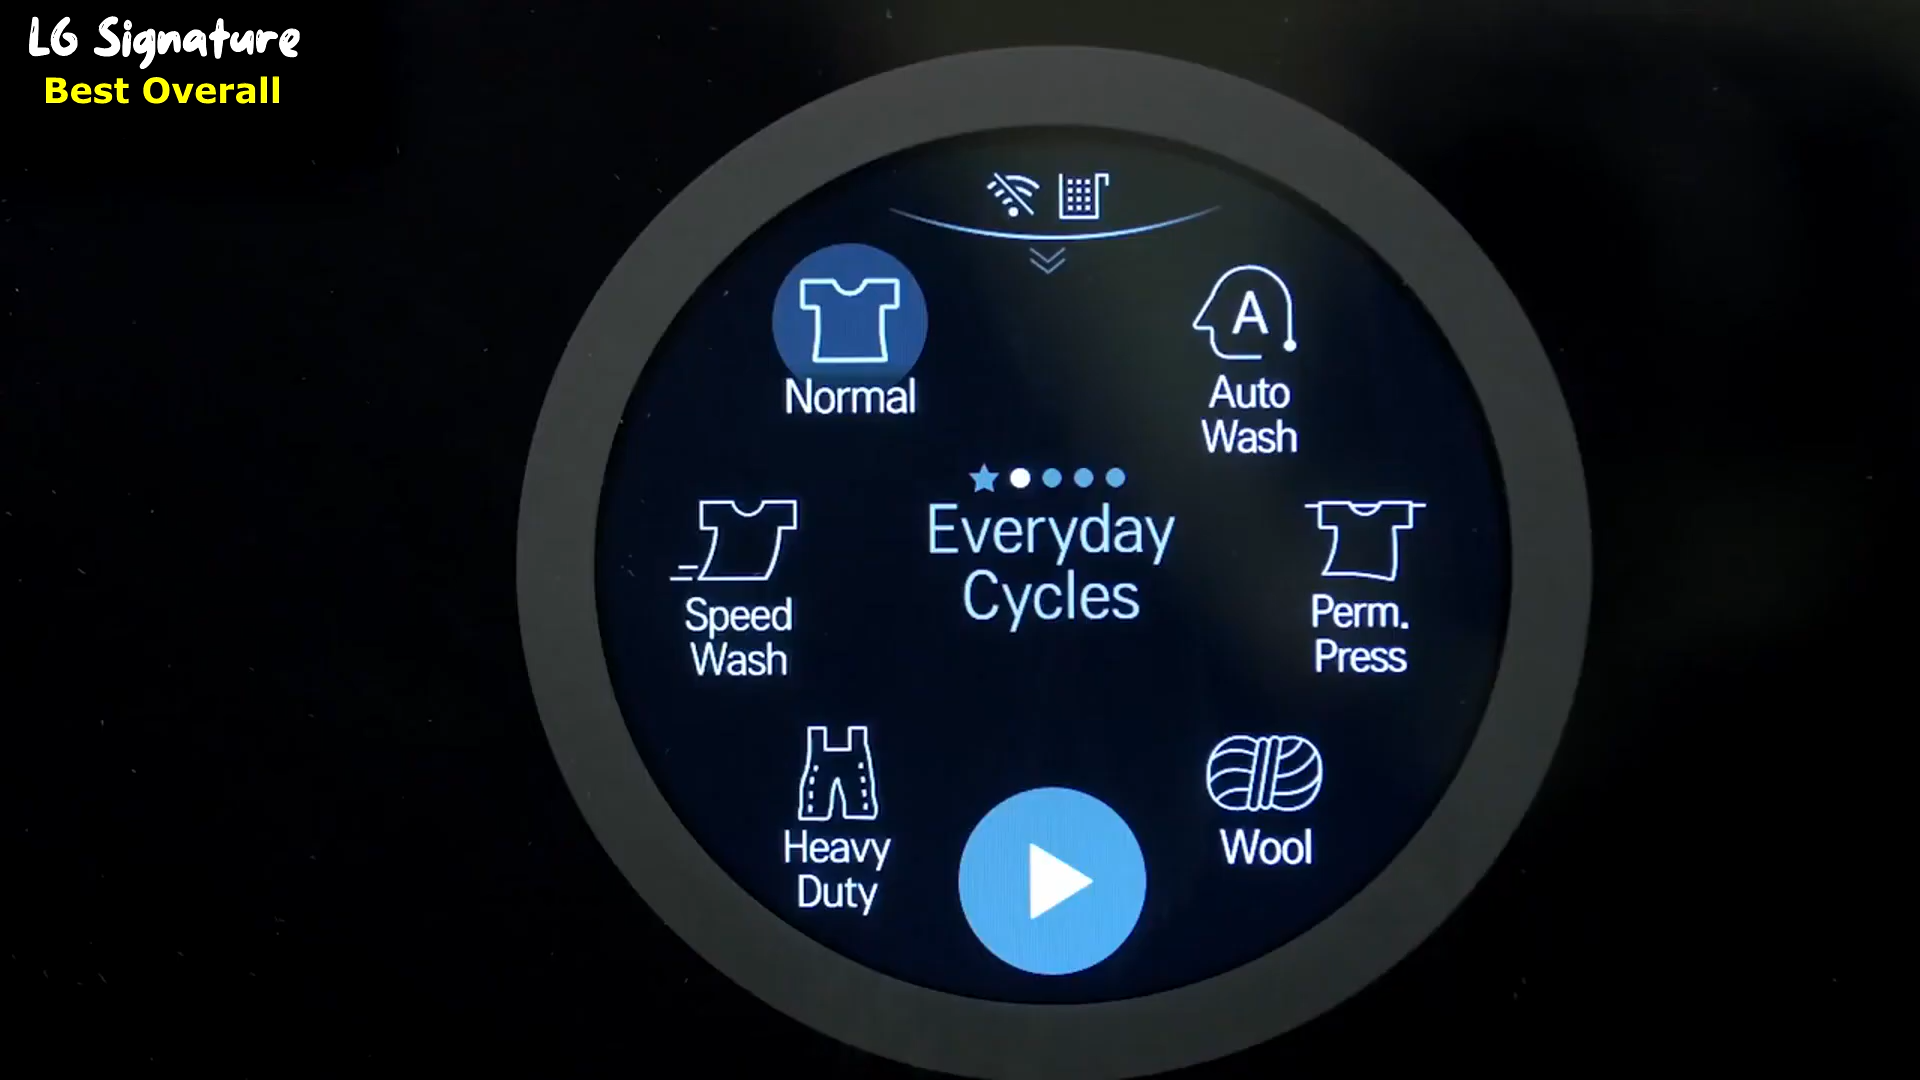 LG Signature
Best Overall
Normal
A
Auto
Wash
Everyday
Cycles
Speed
Wash
Perm.
Press
Heavy
Duty
Wool